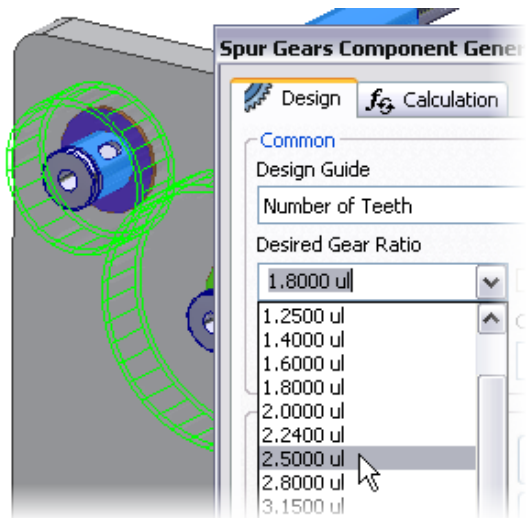 Spur Gears Component Gener
Design
fG Calculation
Common
Design Guide
Number of Teeth
Desired Gear Ratio
1.8000 ul
1.2500 ul
1.4000 ul
1.6000 ul
1.8000 ul
2.0000 ul
2.2400 ul
2.5000 ul
2.8000 ul
3.1500 ul